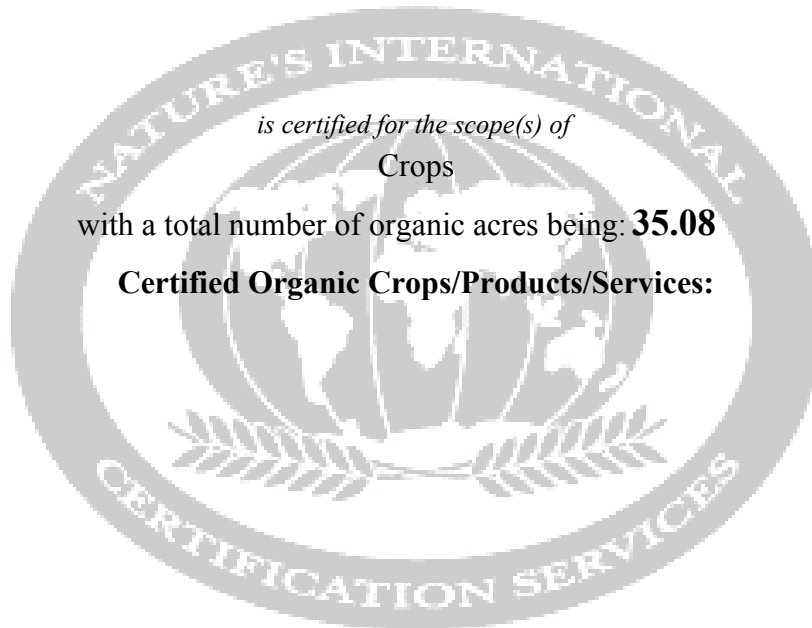 NATURE'S INTERNATIONAL
is certified for the scope(s) of
Crops
with a total number of organic acres being: 35.08
Certified Organic Crops/Products/Services:
CERTIFICATION SERVICES